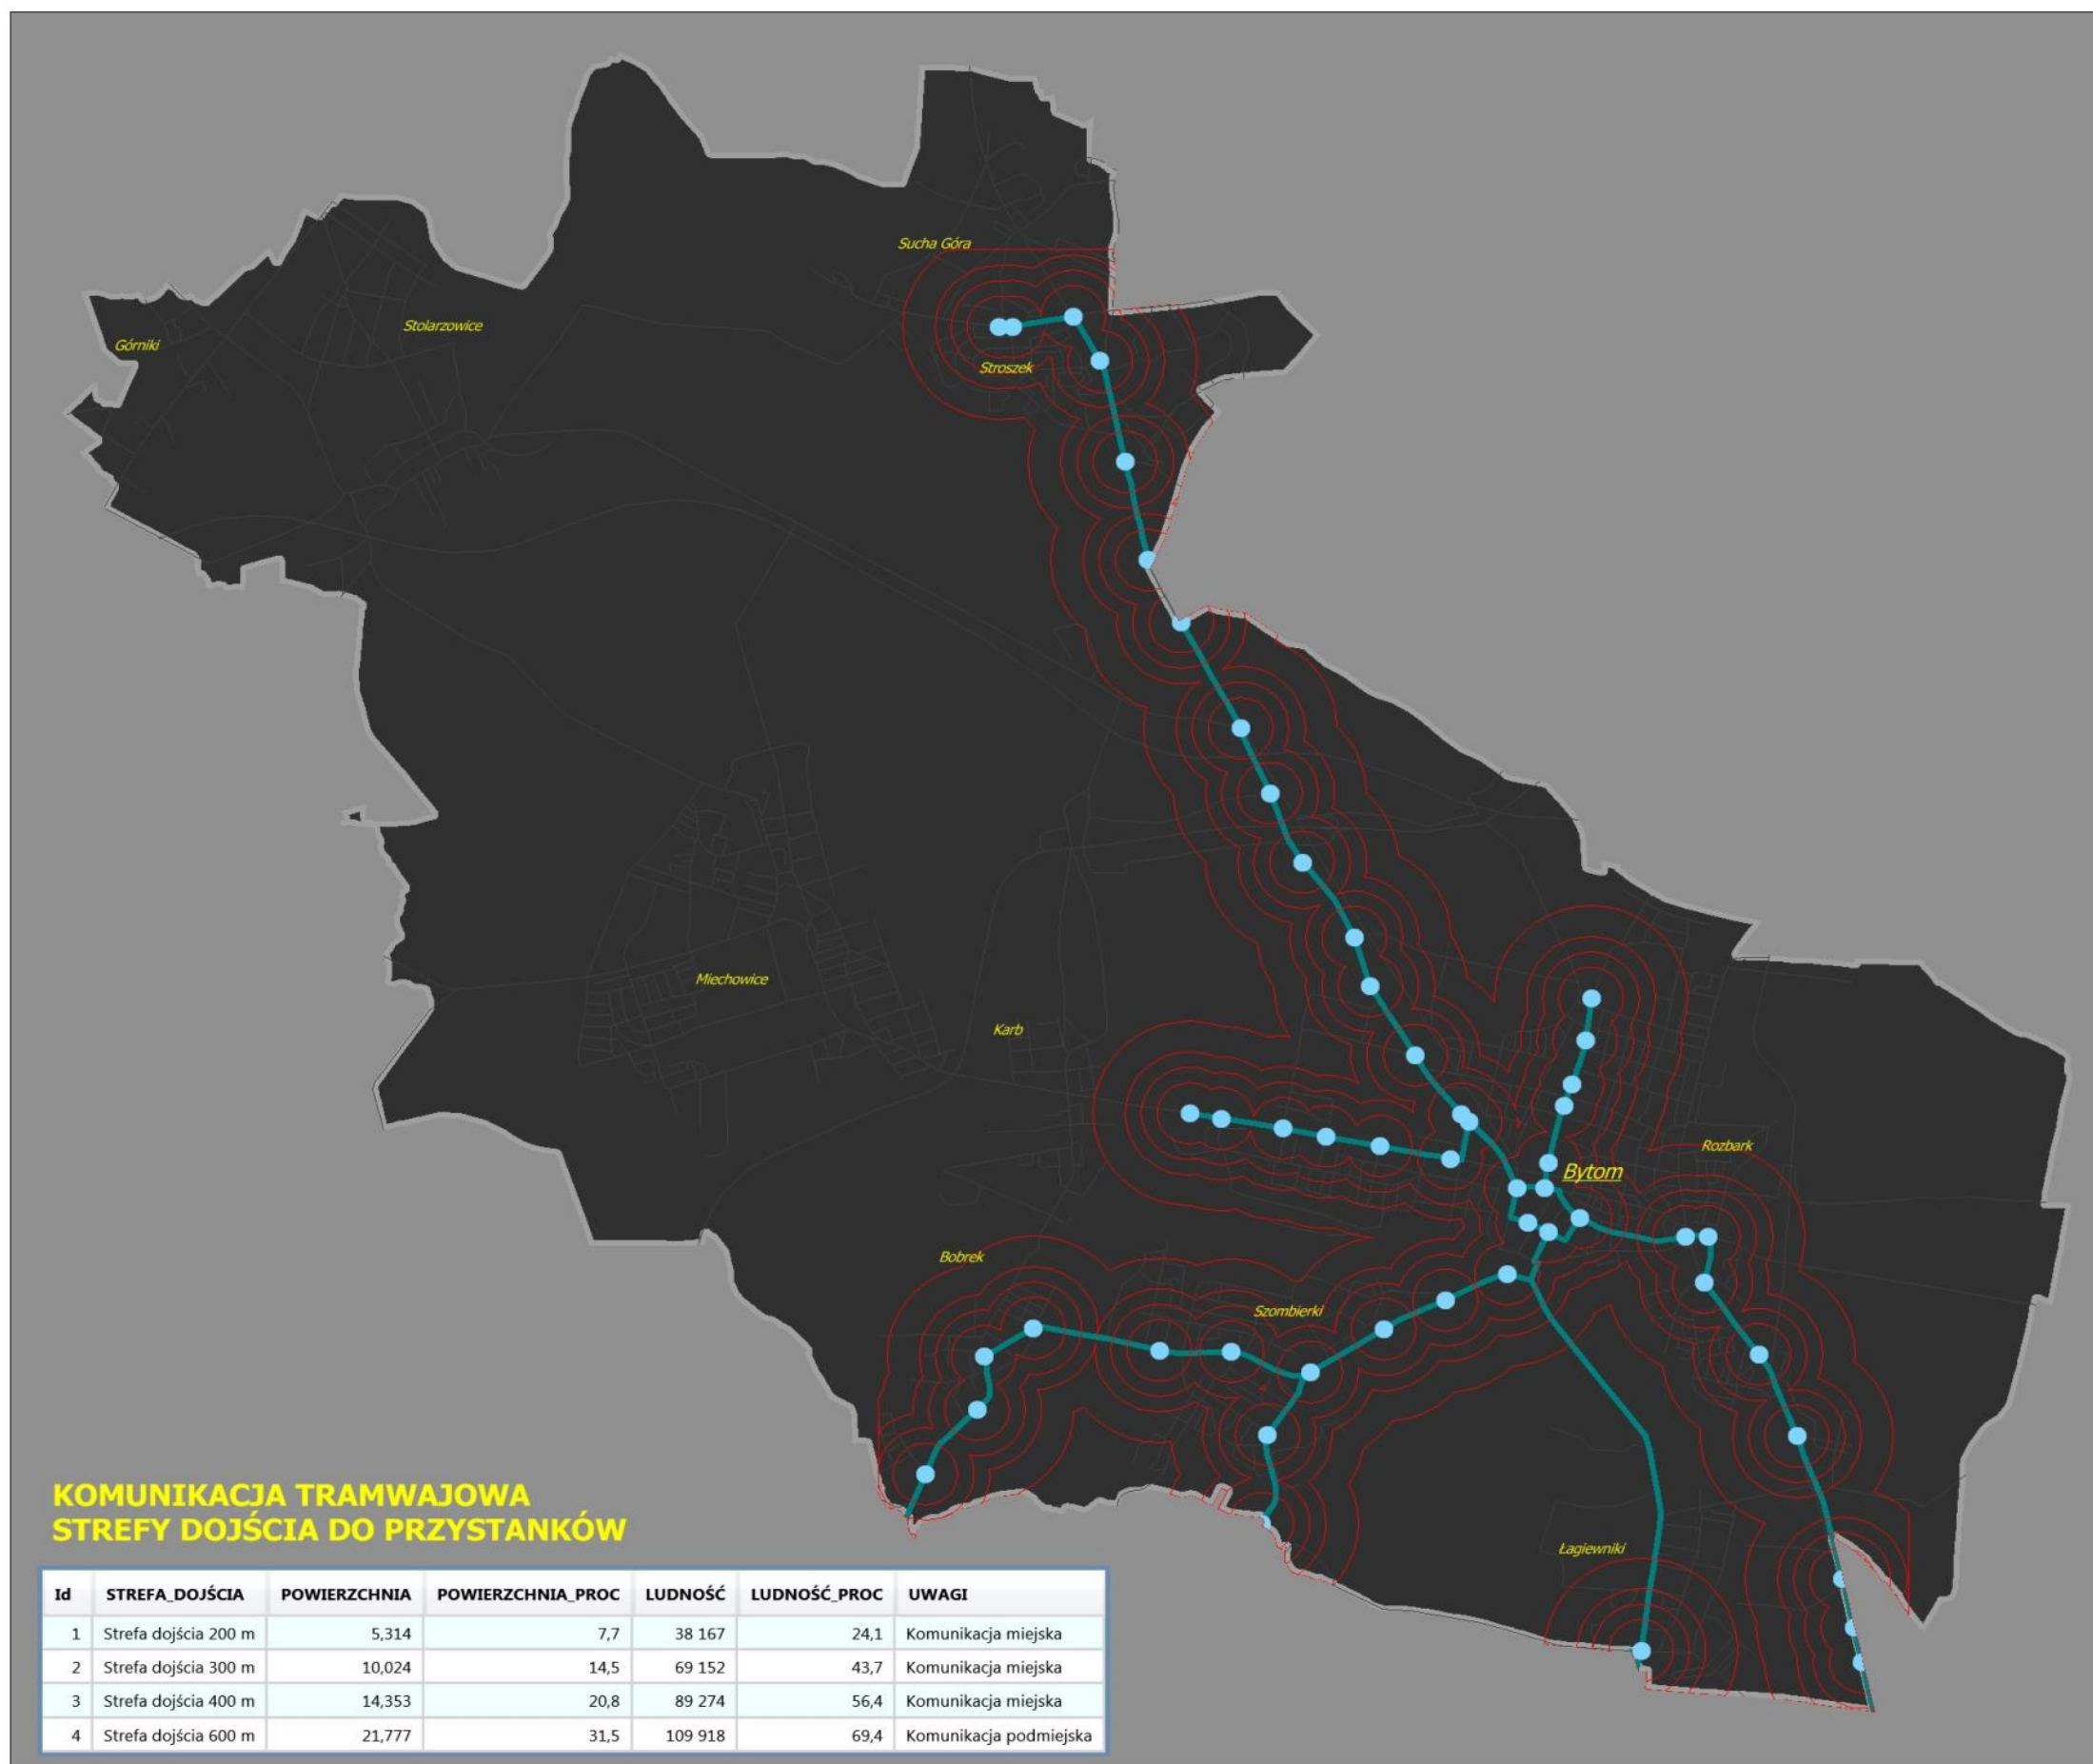 Sucha Góra
Stolarzowice
Górniki
Stroszek
Miechowice
Karb
Rozbark
Bytom
Bobrek
Szombierki
Łagiewniki
KOMUNIKACJA TRAMWAJOWA
STREFY DOJŚCIA DO PRZYSTANKÓW
Id STREFA_DOJŚCIA POWIERZCHNIA POWIERZCHNIA_PROC LUDNOŚĆ LUDNOŚĆ_PROC UWAGI
1 Strefa dojścia 200 m 5,314 7,7 38 167 24,1 Komunikacja miejska
2 Strefa dojścia 300 m 10,024 14,5 69 152 43,7 Komunikacja miejska
3 Strefa dojścia 400 m 14,353 20,8 89 274 56,4 Komunikacja miejska
4 Strefa dojścia 600 m 21,777 31,5 109 918 69,4 Komunikacja podmiejska